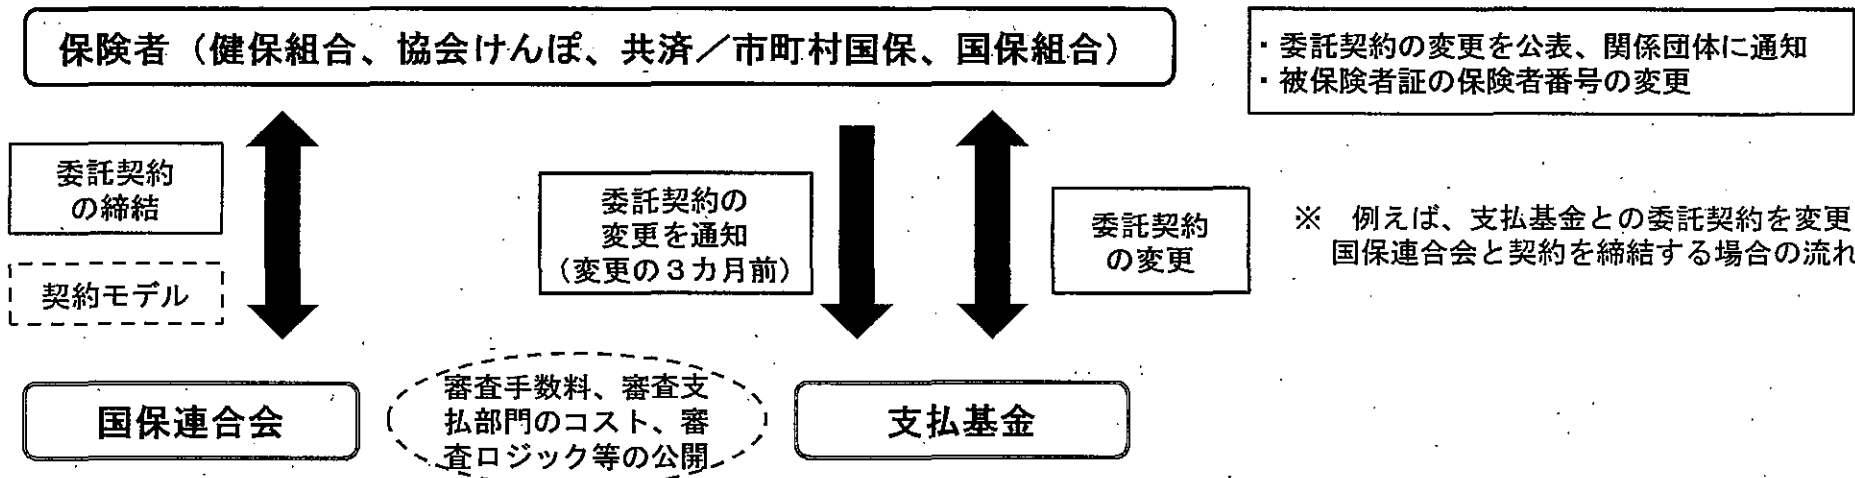 保険者（健保組合、協会けんぽ、共済／市町村国保、国保組合）
・委託契約の変更を公表、関係団体に通知
・被保険者証の保険者番号の変更
委託契約
の締結
契約モデル
委託契約の
変更を通知
（変更の３カ月前）
委託契約
の変更
※　例えば、支払基金との委託契約を変更
国保連合会と契約を締結する場合の流れ
国保連合会
審査手数料、審査支
払部門のコスト、審
査ロジック等の公開
支払基金